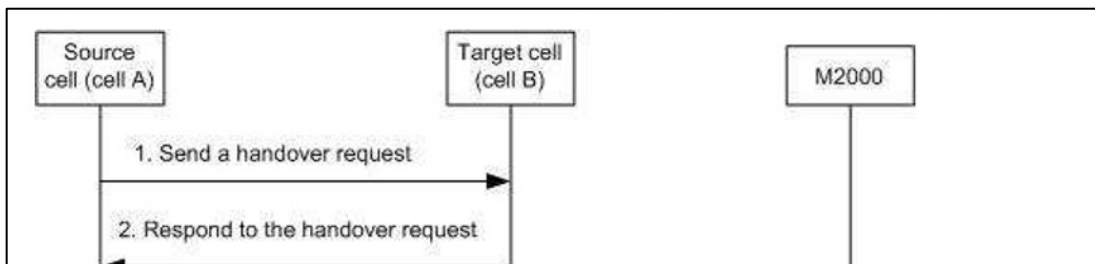 Source
cell (cell A)
Target cell
(cell B)
M2000
1. Send a handover request
2. Respond to the handover request